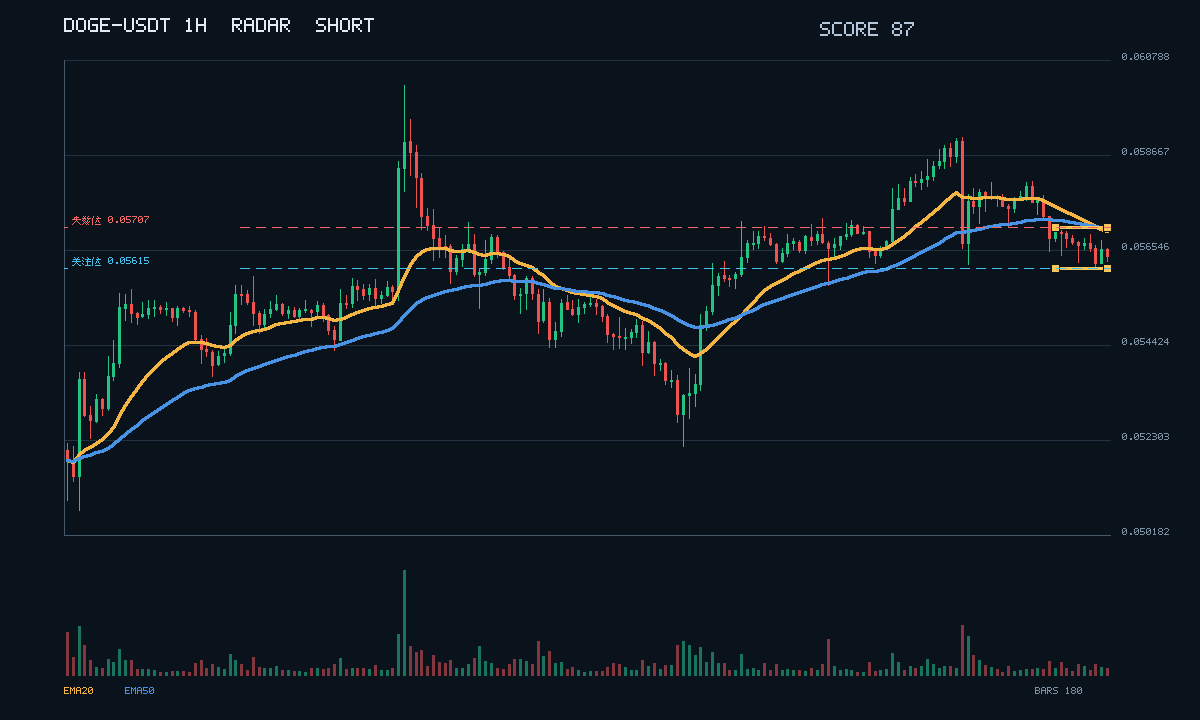 DOGE-USDT 1H  RADAR  SHORT
SCORE 87
0.060788
0.058667
失效位 0.05707
0.056546
关注位 0.05615
0.054424
0.052303
0.050182
EMA20
EMA50
BARS 180